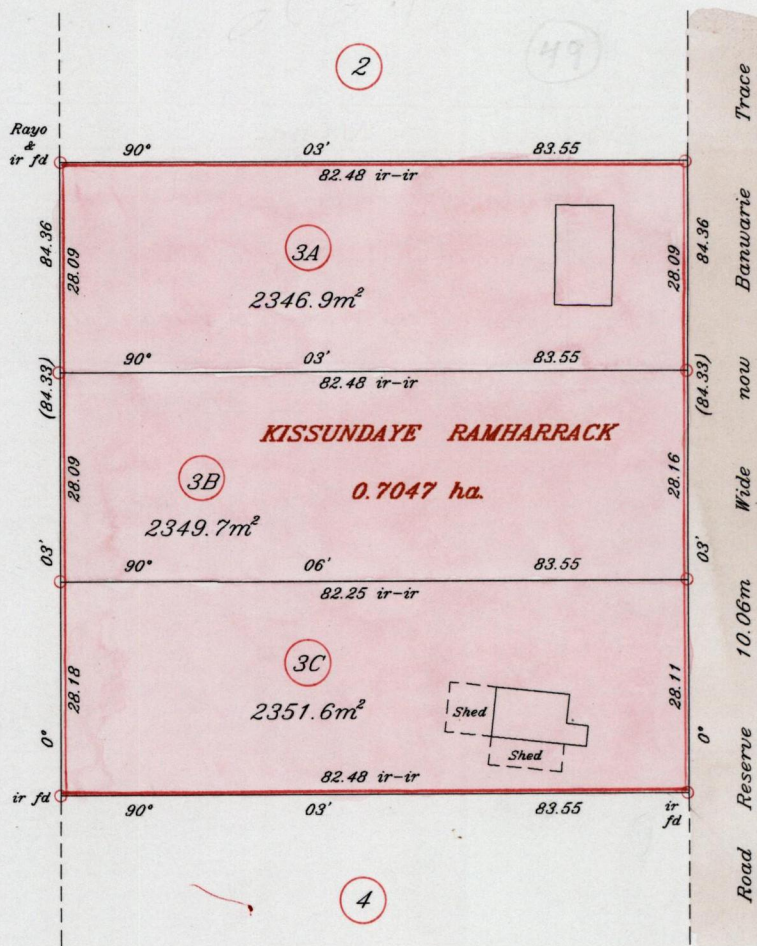 49
2
Rayo
&
ir fd
90° 03' 83.55
82.48 ir-ir
84.36
28.09
3A
2346.9m²
28.09
84.36
90° 03' 83.55
82.48 ir-ir
(84.33)
(84.33)
KISSUNDAYE RAMHARRACK
0.7047 ha.
3B
2349.7m²
28.09
28.16
03'
03'
90° 06' 83.55
82.25 ir-ir
3C
2351.6m²
28.18
28.11
Shed
Shed
0°
0°
82.48 ir-ir
ir fd
90° 03' 83.55
ir
fd
4
Road Reserve 10.06m Wide now Banwarie Trace